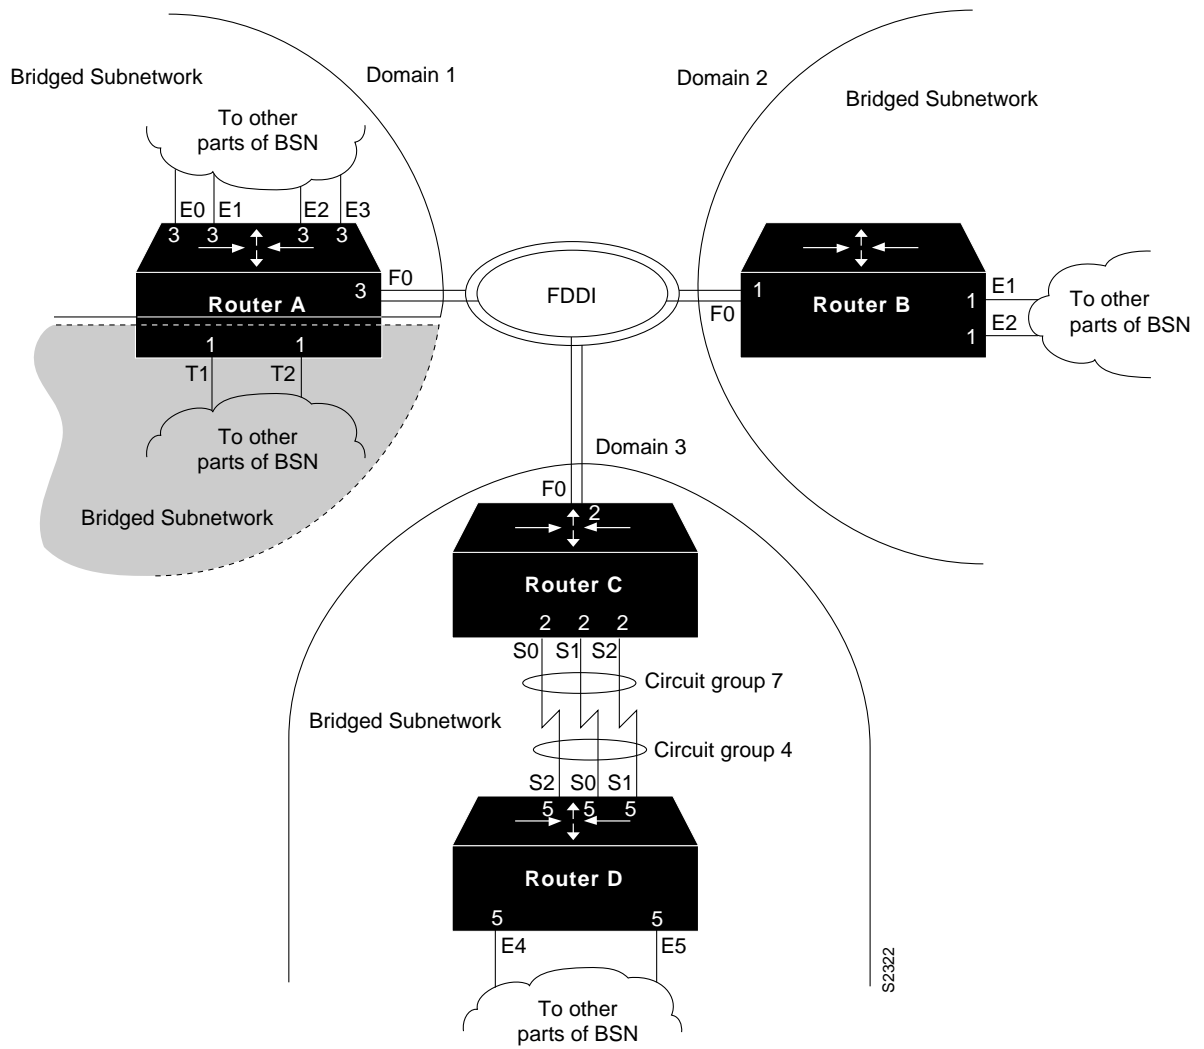 Bridged Subnetwork
Domain 1
Domain 2
Bridged Subnetwork
To other
parts of BSN
E0 E1 E2 E3
3 3 3 3
F0
3
Router A
1 1
T1 T2
To other
parts of BSN
Bridged Subnetwork
FDDI
1
F0
Router B
E1
1
E2
1
To other
parts of BSN
Domain 3
F0
2
Router C
2 2 2
S0 S1 S2
Circuit group 7
Bridged Subnetwork
Circuit group 4
S2 S0 S1
5 5 5
Router D
5 5
E4 E5
To other
parts of BSN
S2322